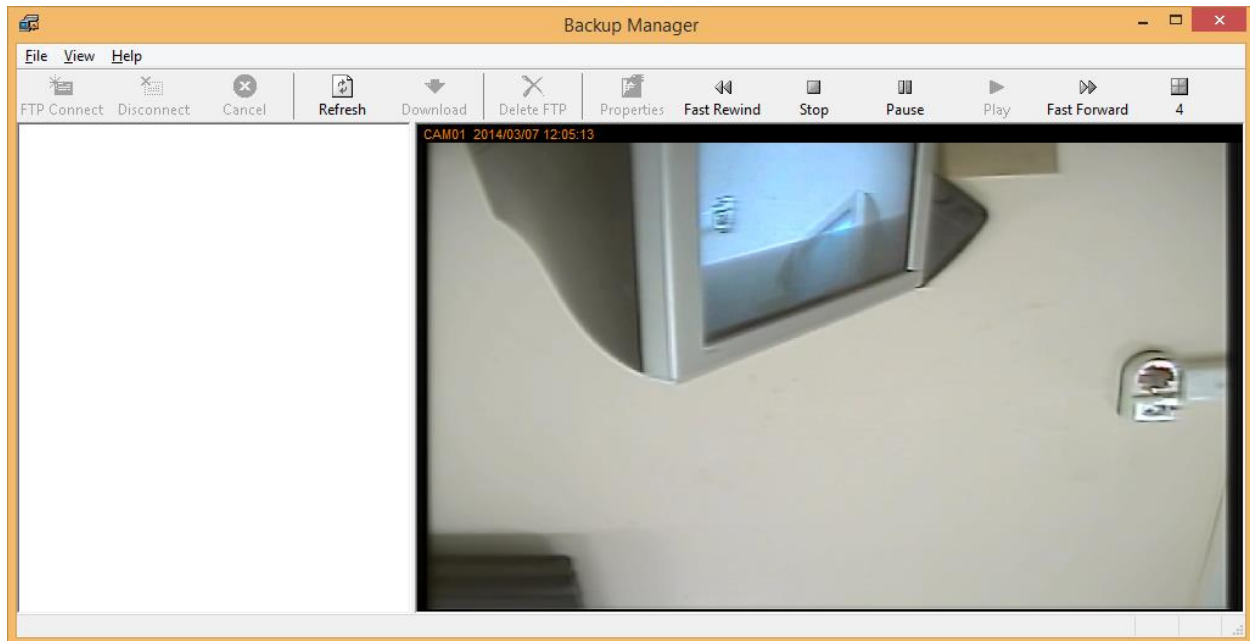 Backup Manager
File View Help
FTP Connect Disconnect Cancel Refresh Download Delete FTP Properties Fast Rewind Stop Pause Play Fast Forward 4
CAM01 2014/03/07 12:05:13